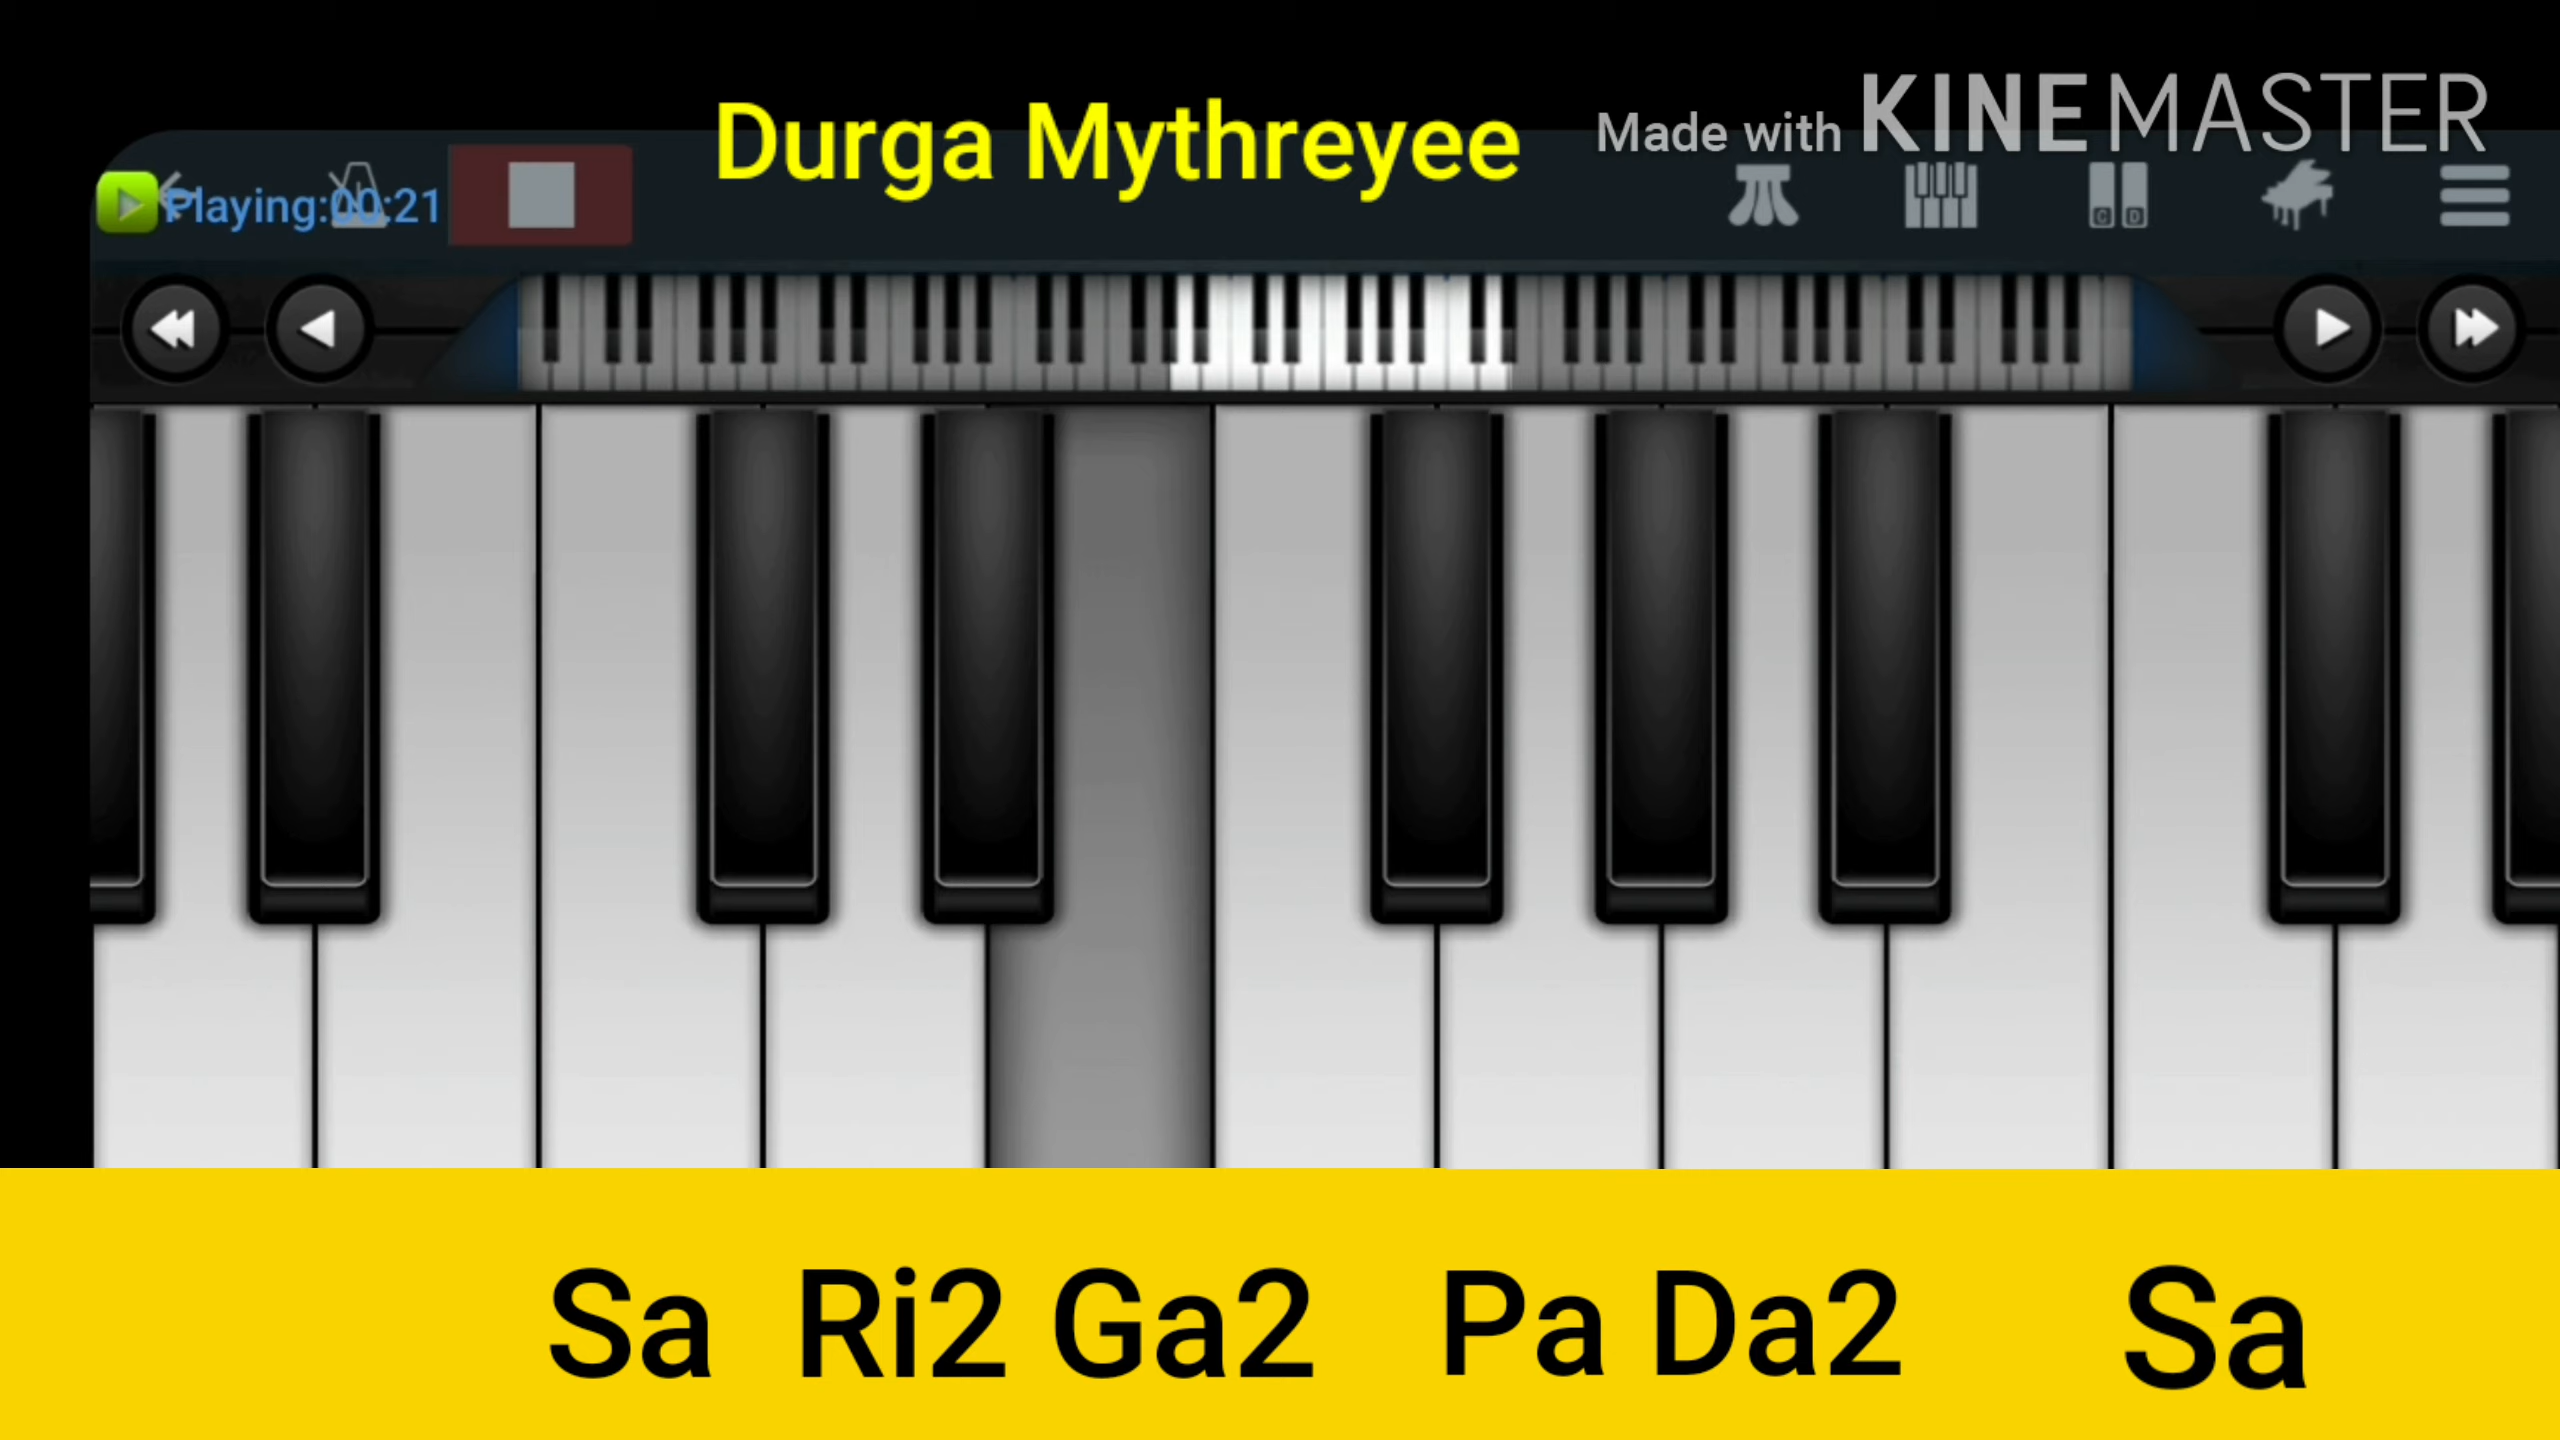 Durga Mythreyee
Made with KINEMASTER
Playing:00:21
C D
Sa Ri2 Ga2 Pa Da2 Sa